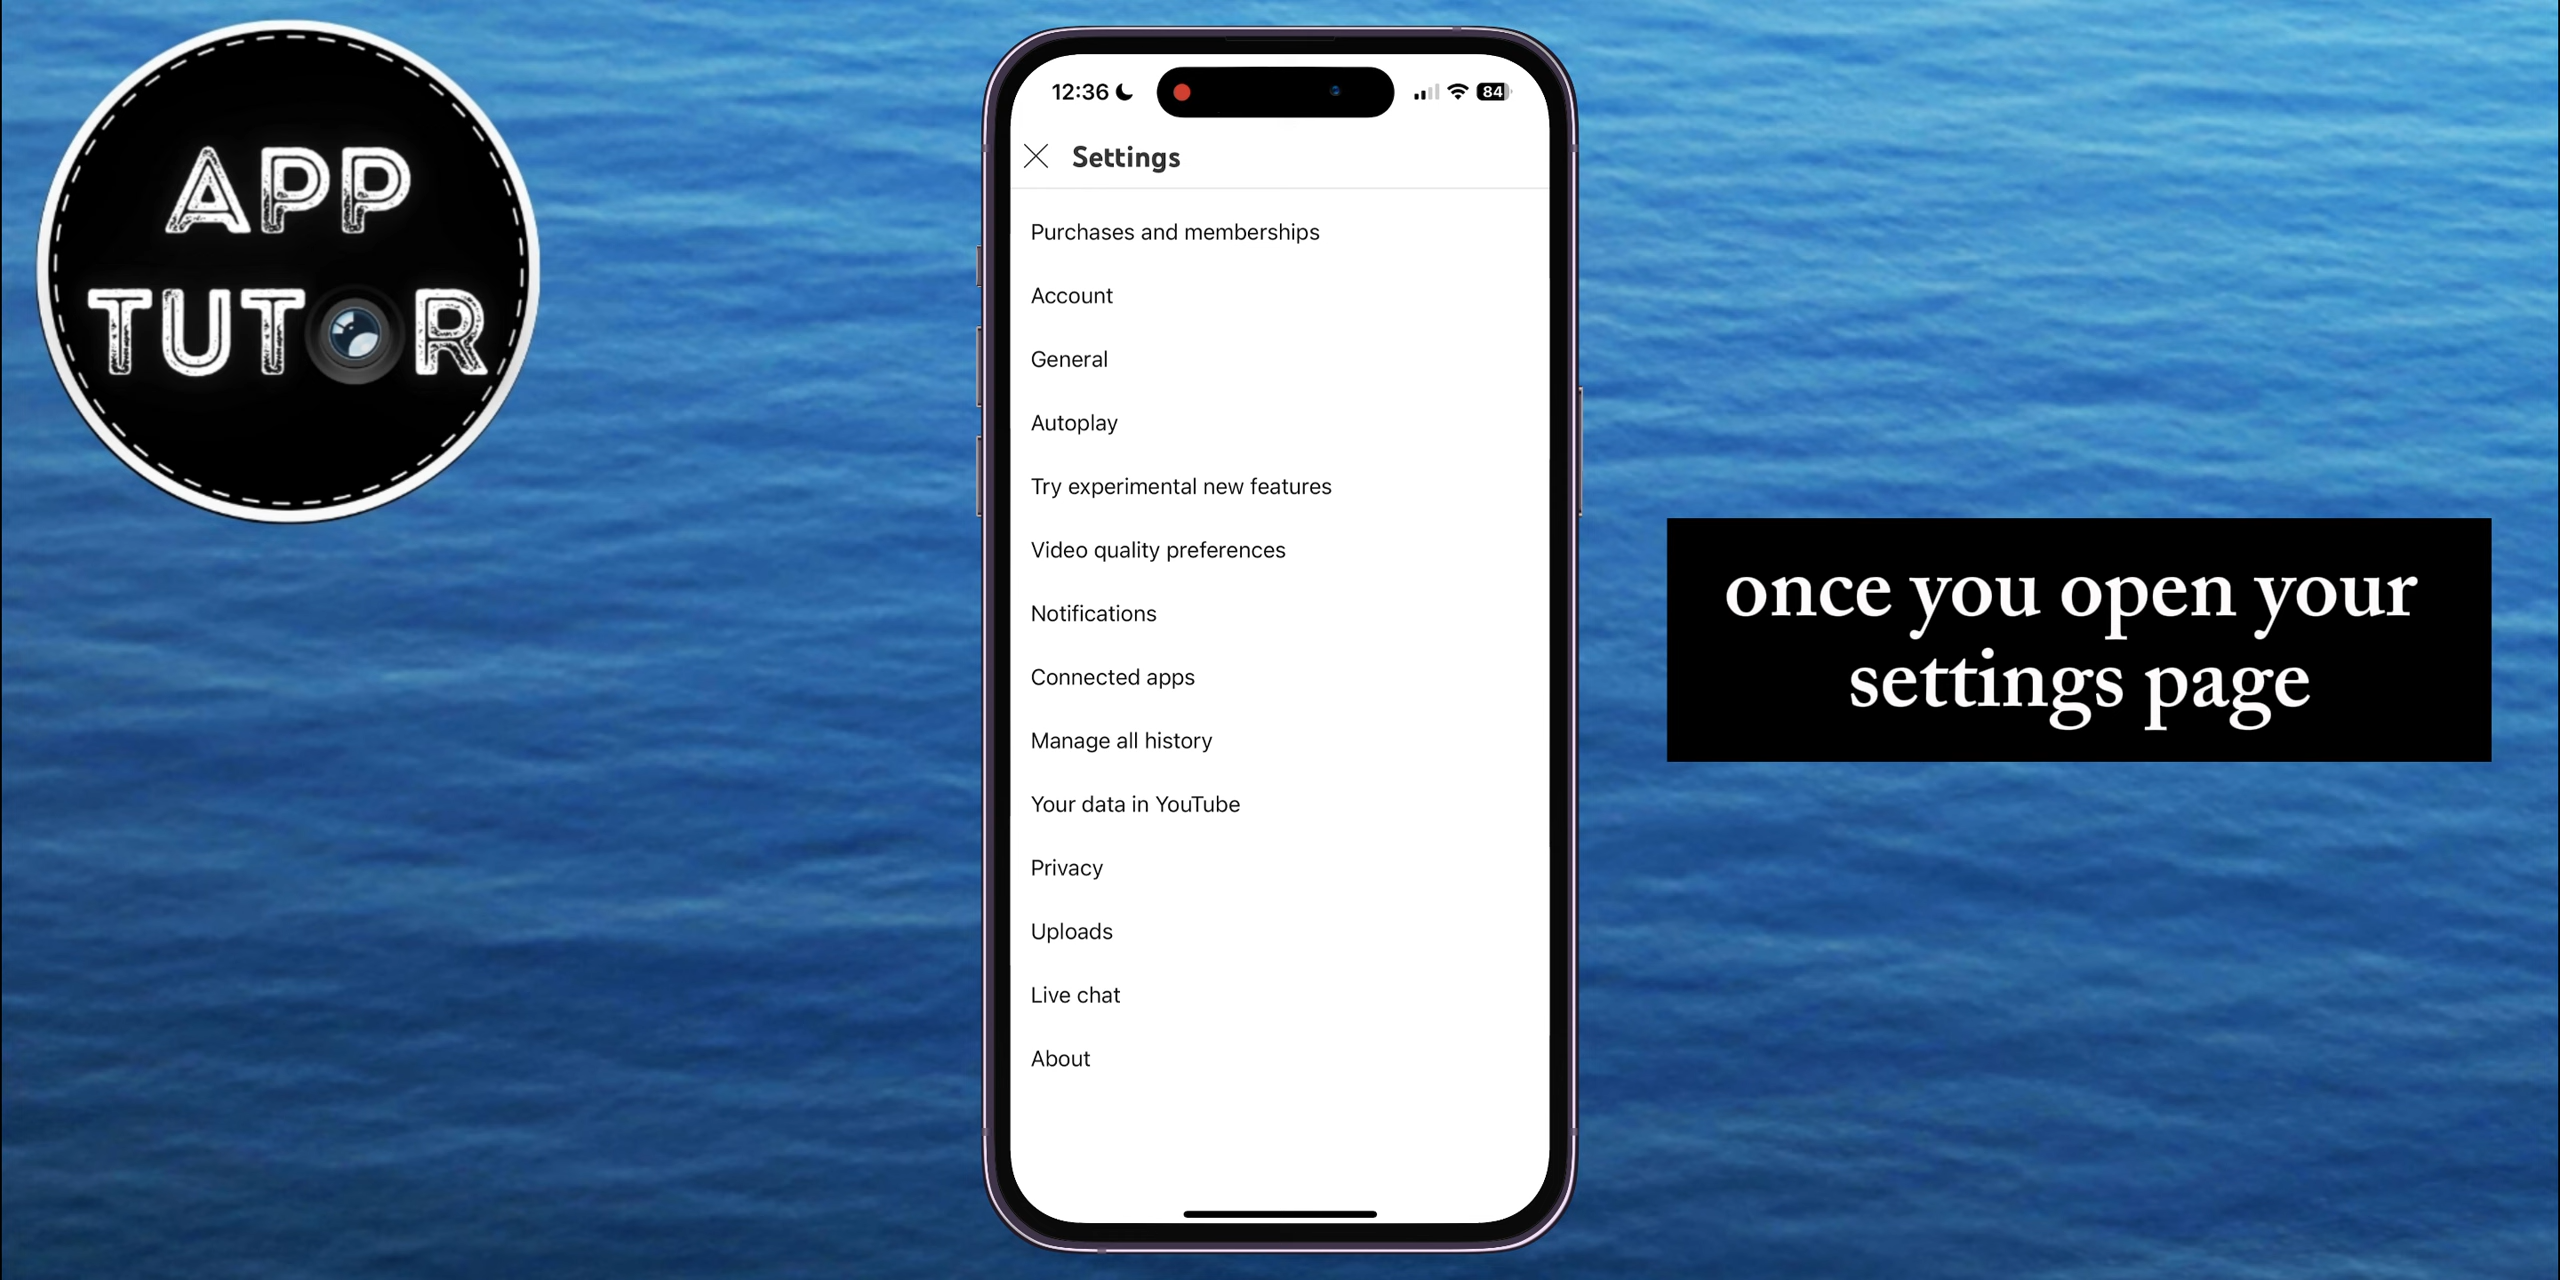 APP
TUTOR
12:36
84
Settings
Purchases and memberships
Account
General
Autoplay
Try experimental new features
Video quality preferences
Notifications
Connected apps
Manage all history
Your data in YouTube
Privacy
Uploads
Live chat
About
once you open your
settings page